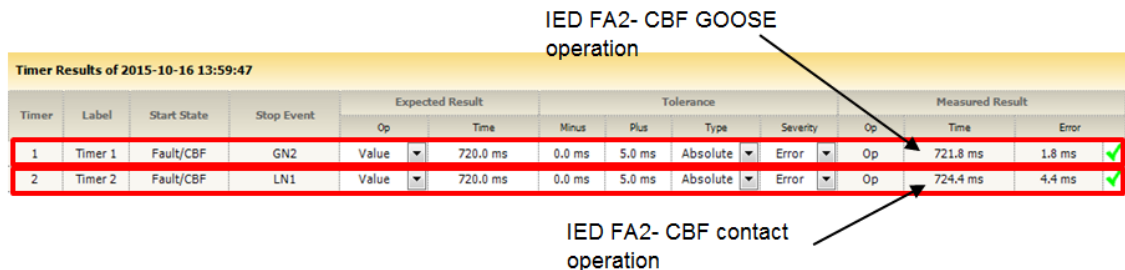 IED FA2- CBF GOOSE
operation
Timer Results of 2015-10-16 13:59:47
Timer Label Start State Stop Event Expected Result Tolerance Measured Result
Op Time Minus Plus Type Severity Op Time Error
1 Timer 1 Fault/CBF GN2 Value 720.0 ms 0.0 ms 5.0 ms Absolute Error Op 721.8 ms 1.8 ms
2 Timer 2 Fault/CBF LN1 Value 720.0 ms 0.0 ms 5.0 ms Absolute Error Op 724.4 ms 4.4 ms
IED FA2- CBF contact
operation